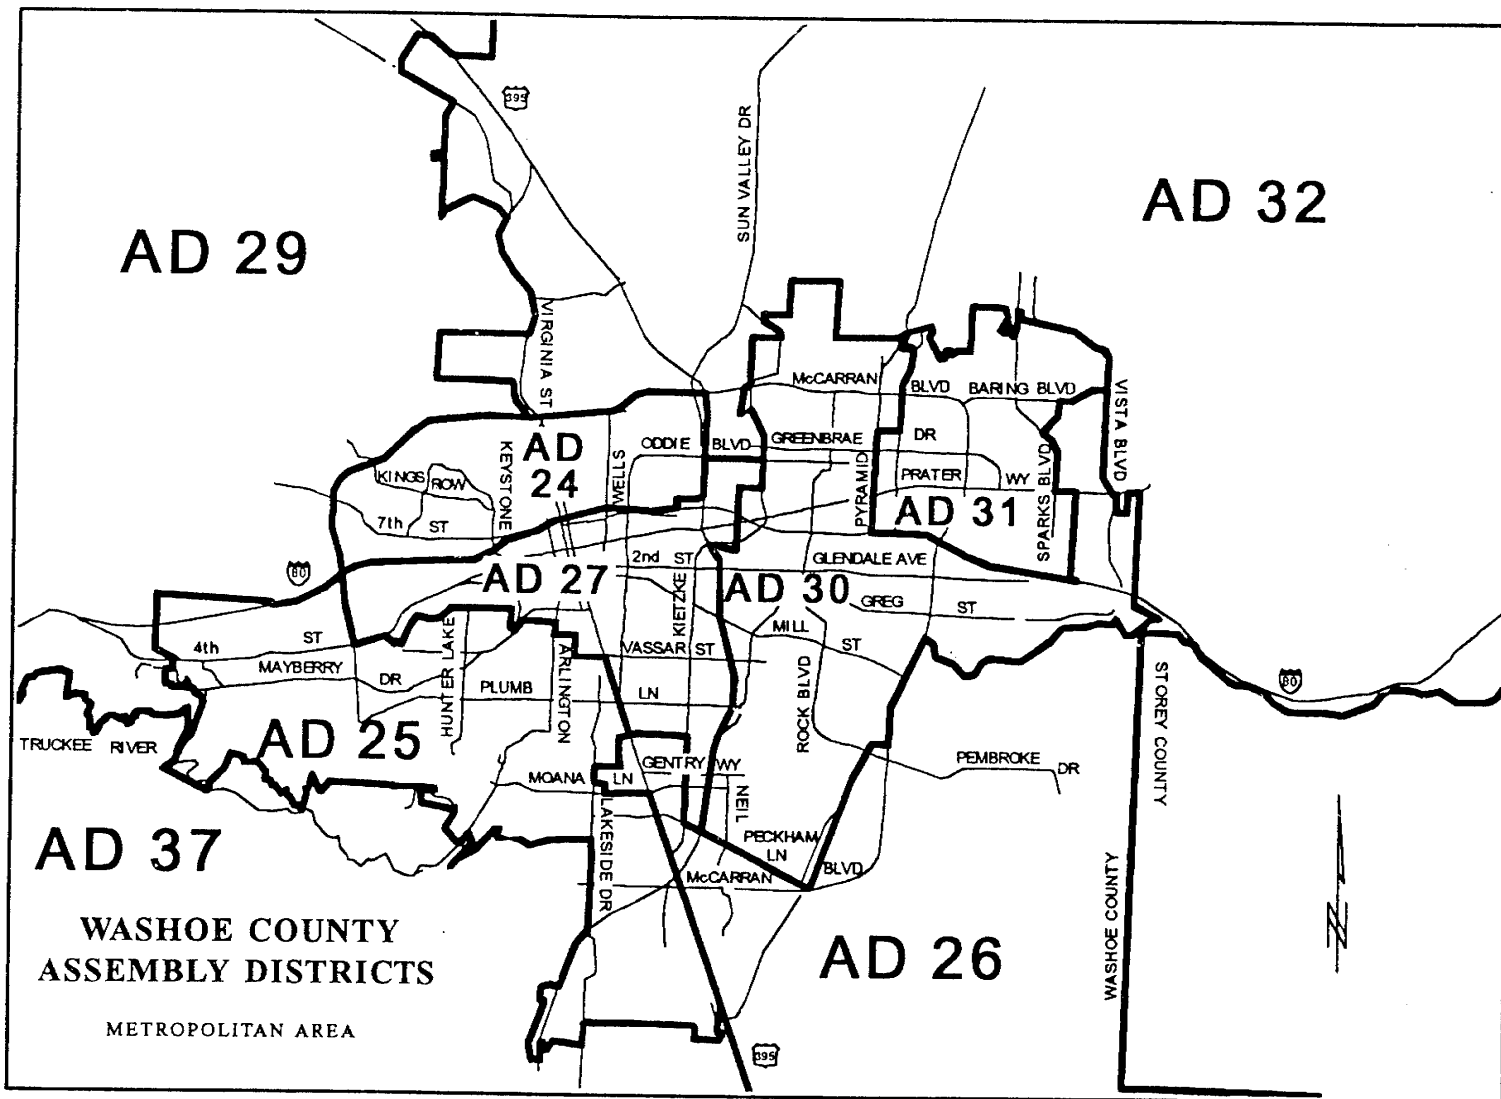 395
SUN VALLEY DR
AD 32
AD 29
VIRGINIA ST
McCARRAN
BLVD
BARING BLVD
VISTA BLVD
AD
24
KEYSTONE
WELLS
ODDIE
BLVD
GREENBRAE
DR
KINGS ROW
PYRAMID
PRATER
WY
SPARKS BLVD
7th
ST
AD 31
2nd
ST
GLENDALE AVE
80
AD 27
KIETZKE
AD 30
GREG
ST
4th
ST
MILL
ST
MAYBERRY
DR
HUNTER LAKE
ARLINGTON
VASSAR ST
PLUMB
LN
ROCK BLVD
STOREY COUNTY
80
TRUCKEE
RIVER
AD 25
GENTRY
WY
PEMBROKE
DR
MOANA
LN
LAKESIDE DR
NEIL
AD 37
PECKHAM
LN
McCARRAN
BLVD
WASHOE COUNTY
N
WASHOE COUNTY
ASSEMBLY DISTRICTS
AD 26
METROPOLITAN AREA
395